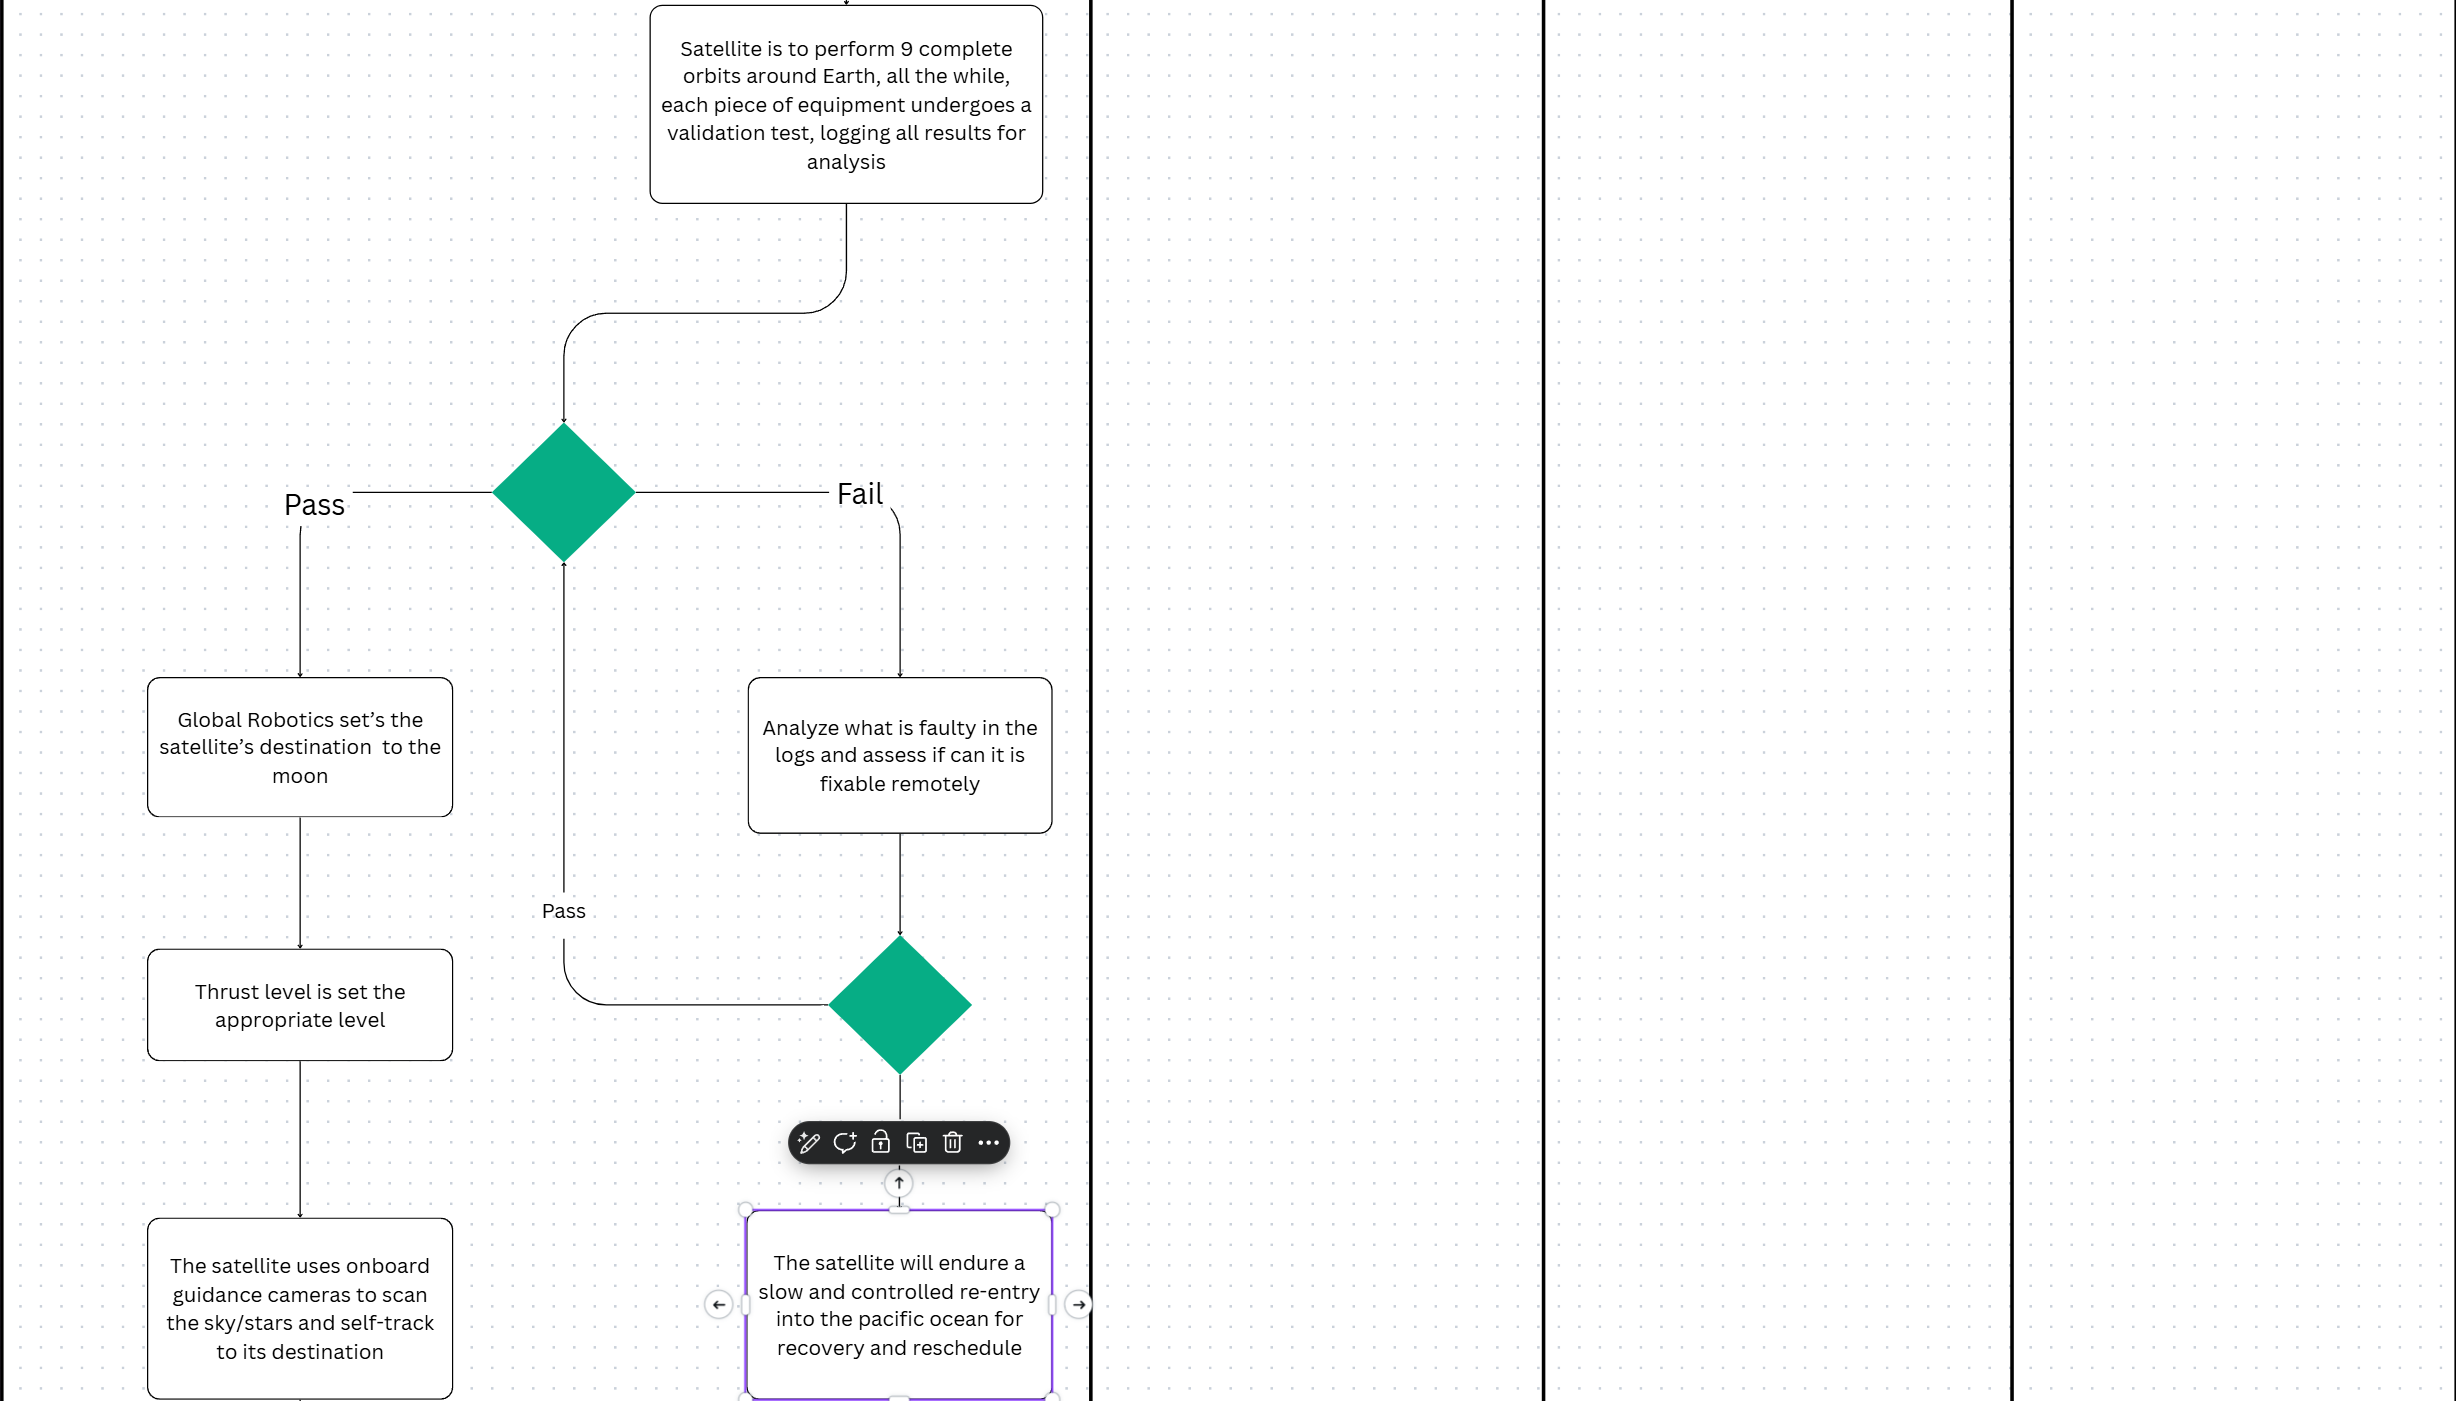 Satellite is to perform 9 complete
orbits around Earth, all the while,
each piece of equipment undergoes a
validation test, logging all results for
analysis
Pass
Fail
Global Robotics set’s the
satellite’s destination  to the
moon
Analyze what is faulty in the
logs and assess if can it is
fixable remotely
Pass
Thrust level is set the
appropriate level
The satellite uses onboard
guidance cameras to scan
the sky/stars and self-track
to its destination
The satellite will endure a
slow and controlled re-entry
into the pacific ocean for
recovery and reschedule